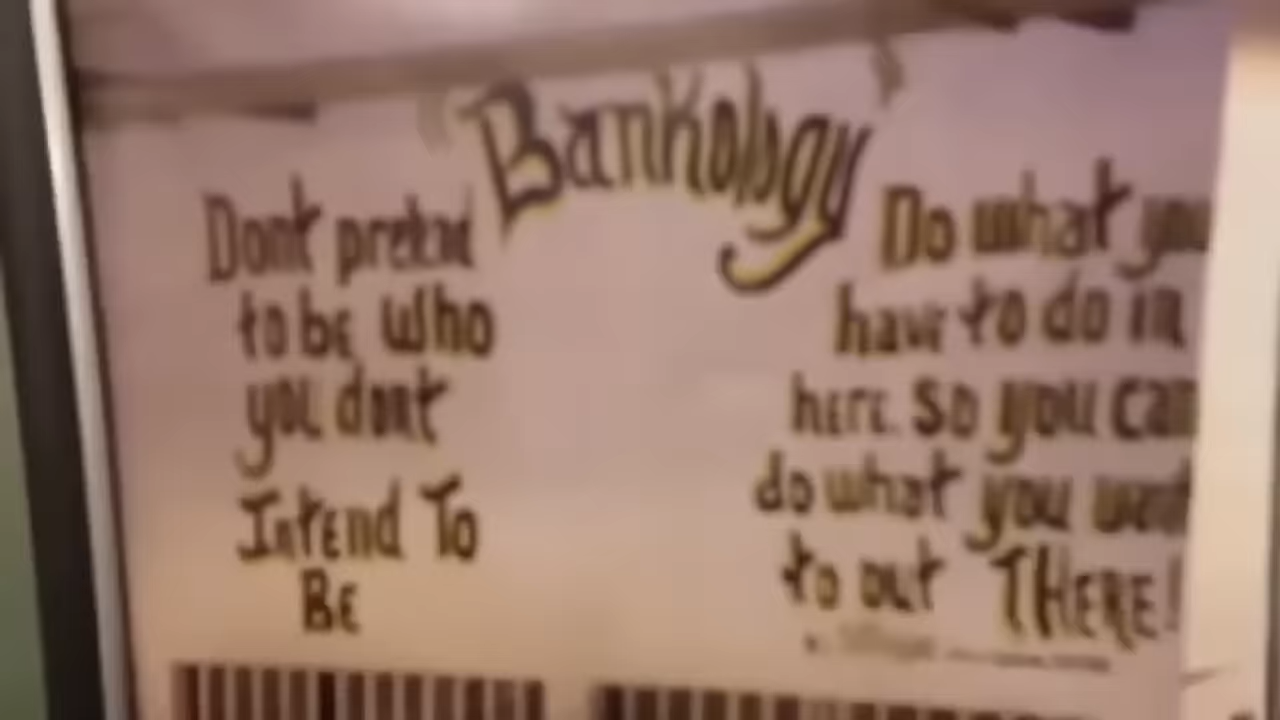 "Bankology"
Dont pretend
to be who
you dont
Intend To
BE
Do what you
have to do in
here. so you can
do what you want
to out THERE!